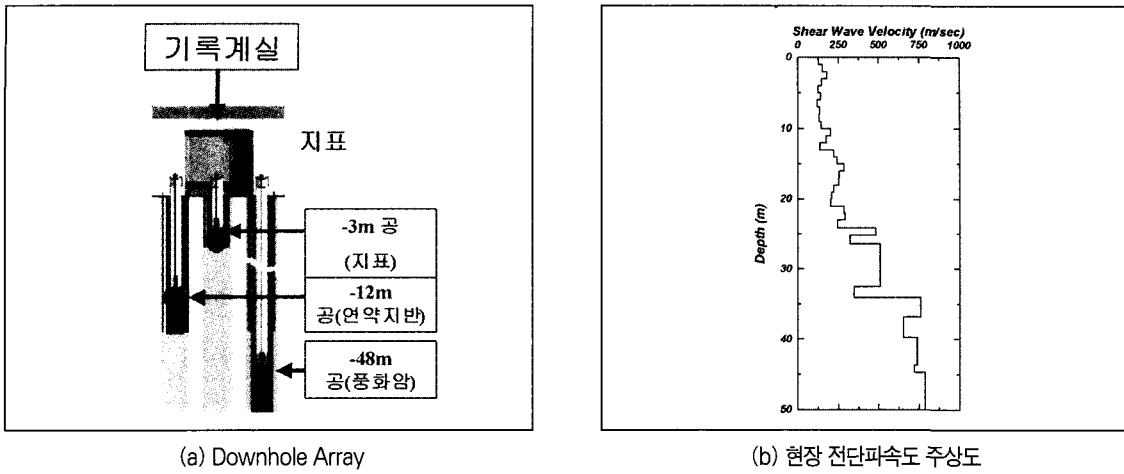 기록계실
지표
-3m 공
(지표)
-12m
공(연약지반)
-48m
공(풍화암)
(a) Downhole Array
Shear Wave Velocity (m/sec)
0 250 500 750 1000
0
10
20
30
40
50
Depth (m)
(b) 현장 전단파속도 주상도